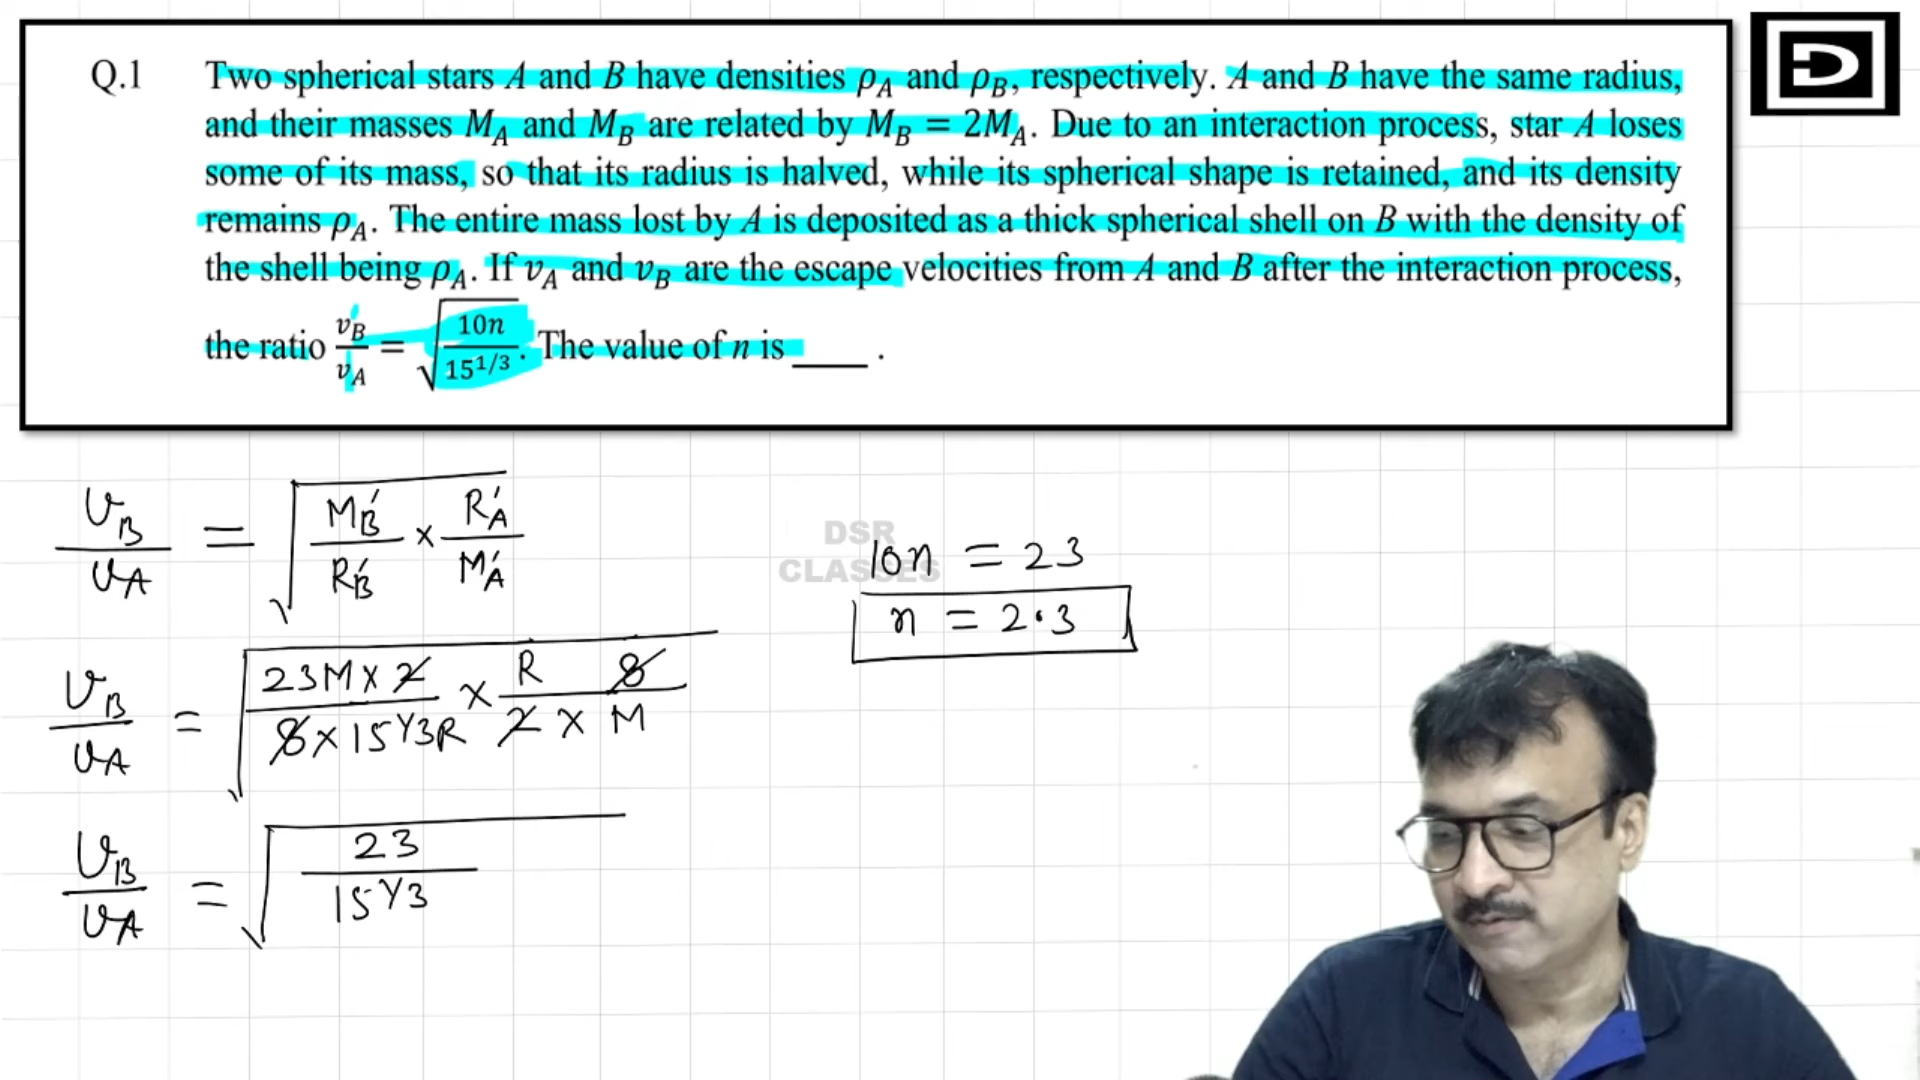 Q.1 Two spherical stars A and B have densities ρ_A and ρ_B, respectively. A and B have the same radius,
and their masses M_A and M_B are related by M_B = 2M_A. Due to an interaction process, star A loses
some of its mass, so that its radius is halved, while its spherical shape is retained, and its density
remains ρ_A. The entire mass lost by A is deposited as a thick spherical shell on B with the density of
the shell being ρ_A. If v_A and v_B are the escape velocities from A and B after the interaction process,
the ratio v_B/v_A = √(10n/15^{1/3}). The value of n is ____ .
D
v_B/v_A = √(M_B′/R_B′ × R_A′/M_A′)
v_B/v_A = √(23M × 2/8 × 15^{1/3}R × R 8/2 × M)
v_B/v_A = √(23/15^{1/3})
DSR
CLASSES
10n = 23
n = 2.3